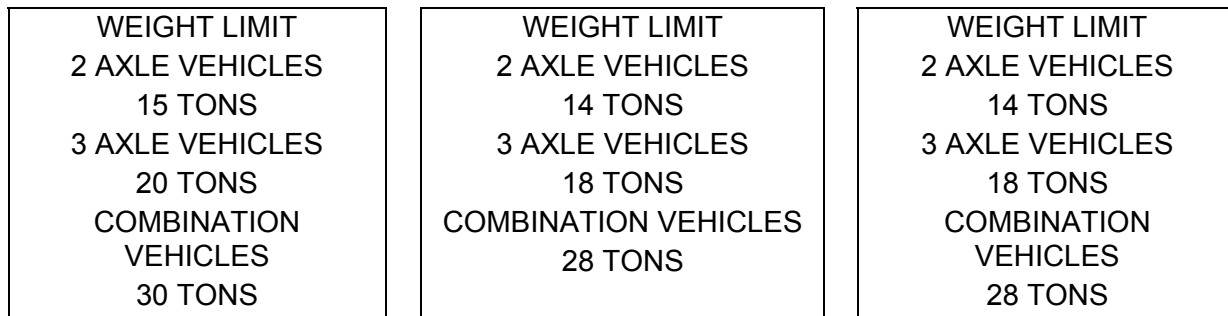 WEIGHT LIMIT
2 AXLE VEHICLES
15 TONS
3 AXLE VEHICLES
20 TONS
COMBINATION
VEHICLES
30 TONS
WEIGHT LIMIT
2 AXLE VEHICLES
14 TONS
3 AXLE VEHICLES
18 TONS
COMBINATION VEHICLES
28 TONS
WEIGHT LIMIT
2 AXLE VEHICLES
14 TONS
3 AXLE VEHICLES
18 TONS
COMBINATION
VEHICLES
28 TONS